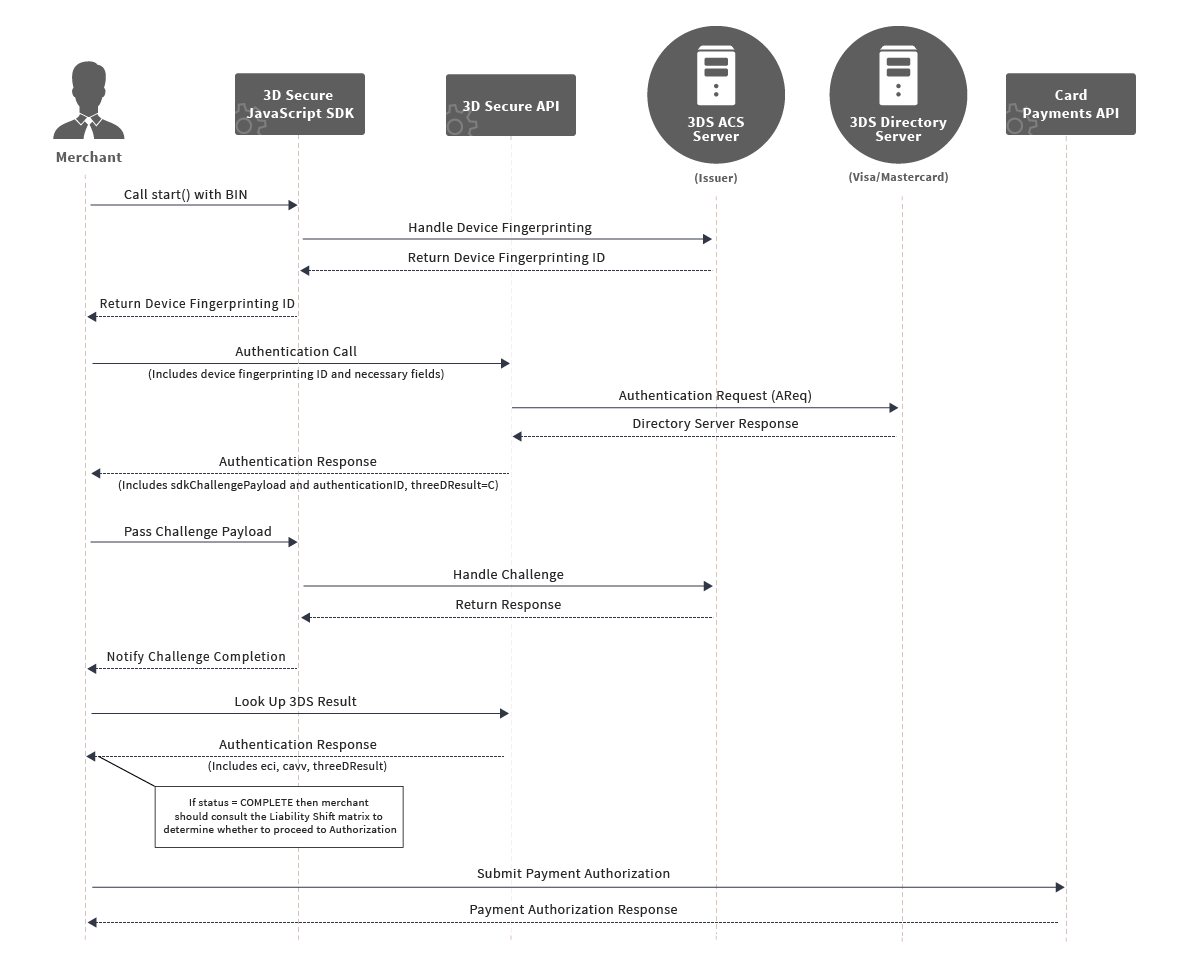 Merchant
3D Secure
JavaScript SDK
3D Secure API
3DS ACS
Server
(Issuer)
3DS Directory
Server
(Visa/Mastercard)
Card
Payments API
Call start() with BIN
Handle Device Fingerprinting
Return Device Fingerprinting ID
Return Device Fingerprinting ID
Authentication Call
(Includes device fingerprinting ID and necessary fields)
Authentication Request (AReq)
Directory Server Response
Authentication Response
(Includes sdkChallengePayload and authenticationID, threeDResult=C)
Pass Challenge Payload
Handle Challenge
Return Response
Notify Challenge Completion
Look Up 3DS Result
Authentication Response
(Includes eci, cavv, threeDResult)
If status = COMPLETE then merchant
should consult the Liability Shift matrix to
determine whether to proceed to Authorization
Submit Payment Authorization
Payment Authorization Response